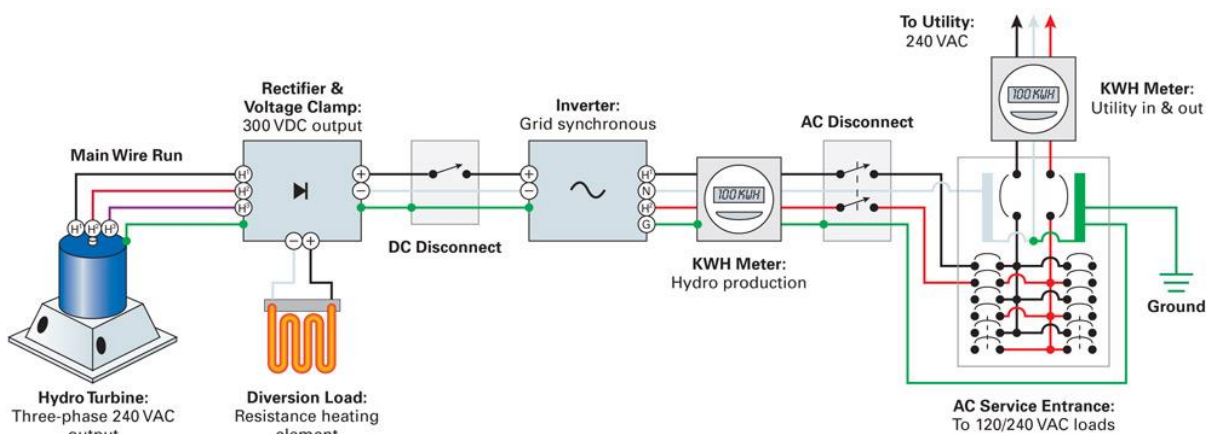 To Utility:
240 VAC
100 KWH
KWH Meter:
Utility in & out
Rectifier &
Voltage Clamp:
300 VDC output
Inverter:
Grid synchronous
AC Disconnect
Main Wire Run
H¹
H²
H³
+
−
+
−
H¹
N
H²
G
100 KWH
H¹
H²
H³
−
+
DC Disconnect
KWH Meter:
Hydro production
Ground
Hydro Turbine:
Three-phase 240 VAC
output
Diversion Load:
Resistance heating
element
AC Service Entrance:
To 120/240 VAC loads